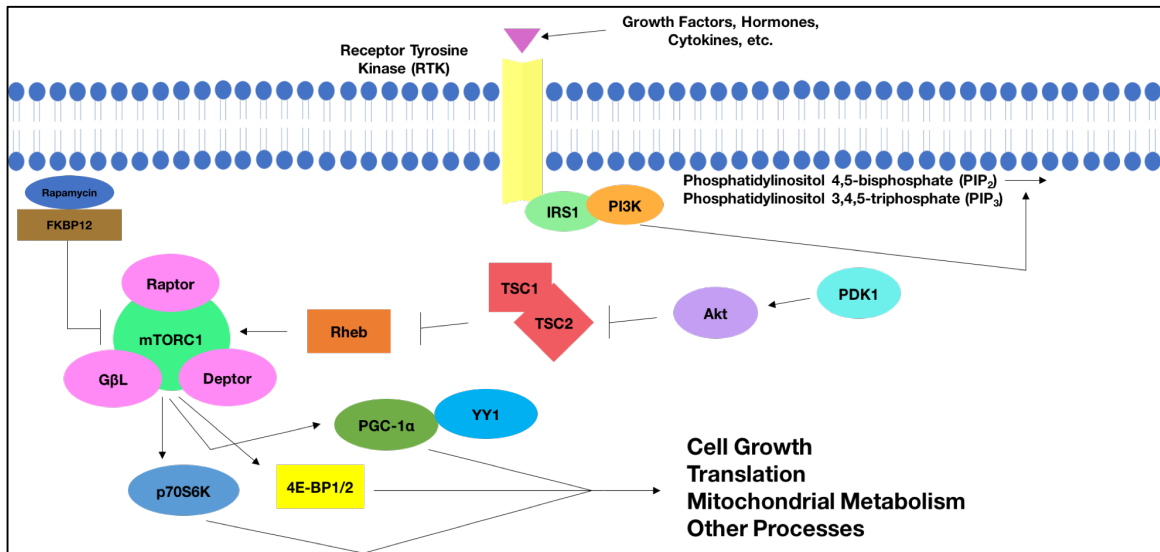 Growth Factors, Hormones,
Cytokines, etc.
Receptor Tyrosine
Kinase (RTK)
Rapamycin
FKBP12
IRS1
PI3K
Phosphatidylinositol 4,5-bisphosphate (PIP₂)
Phosphatidylinositol 3,4,5-triphosphate (PIP₃)
Raptor
mTORC1
GβL
Deptor
Rheb
TSC1
TSC2
Akt
PDK1
PGC-1α
YY1
p70S6K
4E-BP1/2
Cell Growth
Translation
Mitochondrial Metabolism
Other Processes